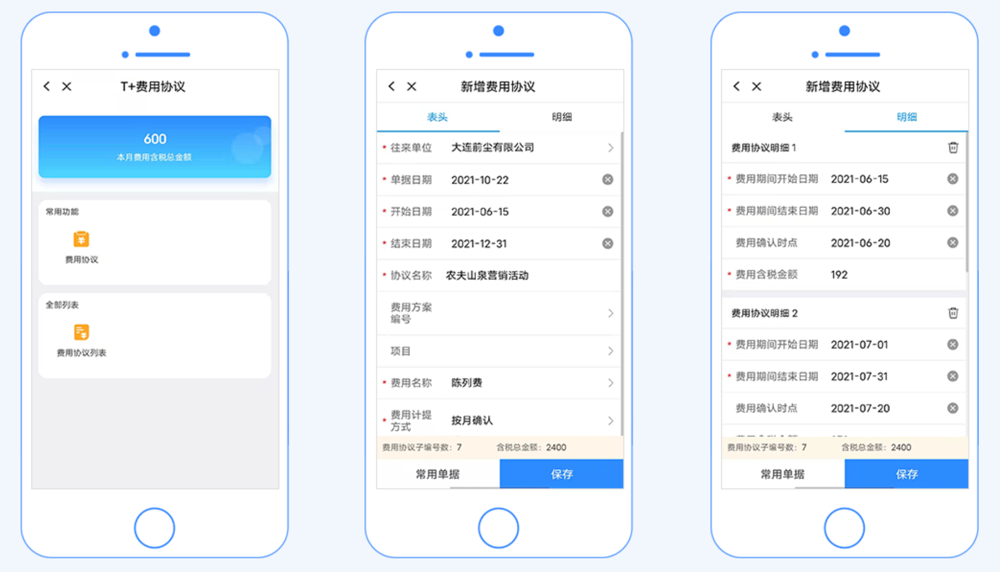 T+费用协议
600
本月费用含税总金额
常用功能
费用协议
全部列表
费用协议列表
新增费用协议
表头 明细
* 往来单位 大连前尘有限公司
* 单据日期 2021-10-22
* 开始日期 2021-06-15
* 结束日期 2021-12-31
* 协议名称 农夫山泉营销活动
费用方案
编号
项目
* 费用名称 陈列费
* 费用计提
方式 按月确认
费用协议子编号数：7 含税总金额：2400
常用单据 保存
新增费用协议
表头 明细
费用协议明细 1
* 费用期间开始日期 2021-06-15
* 费用期间结束日期 2021-06-30
费用确认时点 2021-06-20
* 费用含税金额 192
费用协议明细 2
* 费用期间开始日期 2021-07-01
* 费用期间结束日期 2021-07-31
费用确认时点 2021-07-20
费用协议子编号数：7 含税总金额：2400
常用单据 保存